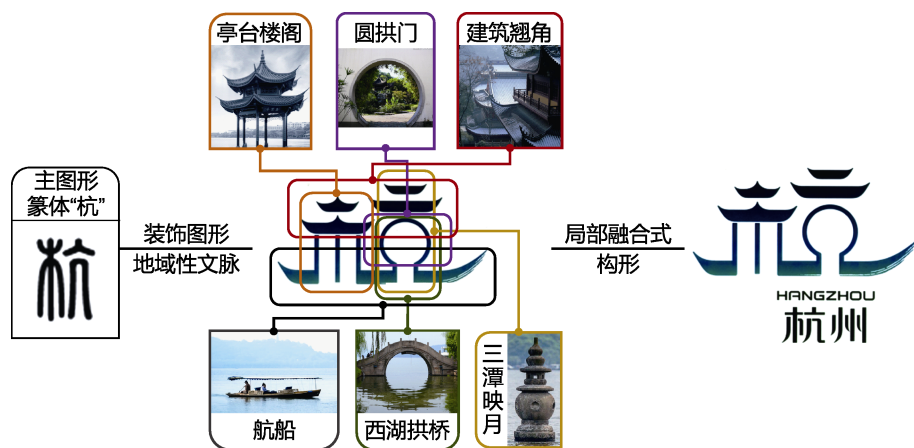 亭台楼阁
圆拱门
建筑翘角
主图形
篆体“杭”
杭
装饰图形
地域性文脉
局部融合式
构形
杭
HANGZHOU
杭州
航船
西湖拱桥
三潭映月